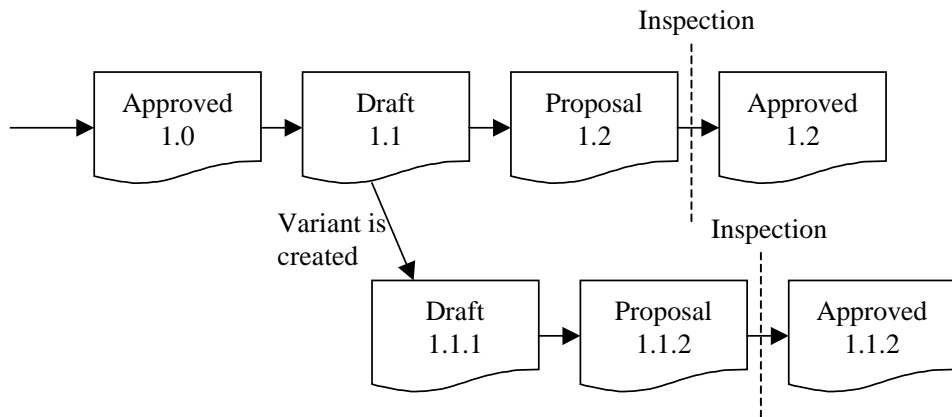 Inspection
Approved
1.0
Draft
1.1
Proposal
1.2
Approved
1.2
Variant is
created
Inspection
Draft
1.1.1
Proposal
1.1.2
Approved
1.1.2